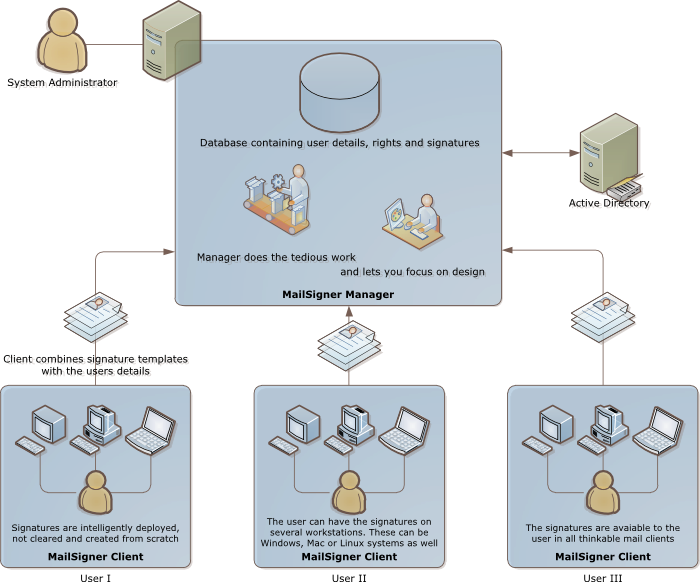 System Administrator
Database containing user details, rights and signatures
Active Directory
Manager does the tedious work
and lets you focus on design
MailSigner Manager
Client combines signature templates
with the users details
Signatures are intelligently deployed,
not cleared and created from scratch
MailSigner Client
User I
The user can have the signatures on
several workstations. These can be
Windows, Mac or Linux systems as well
MailSigner Client
User II
The signatures are avaiable to the
user in all thinkable mail clients
MailSigner Client
User III